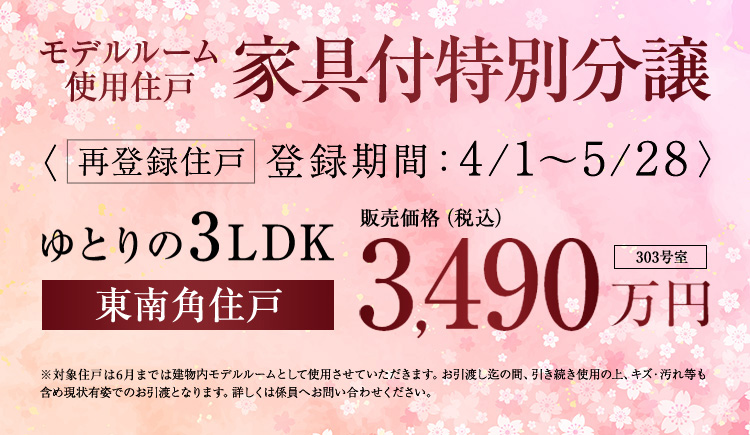 モデルルーム
使用住戸
家具付特別分譲
〈 再登録住戸 登録期間：4/1〜5/28 〉
ゆとりの3LDK
東南角住戸
販売価格（税込）
303号室
3,490万円
※対象住戸は6月までは建物内モデルルームとして使用させていただきます。お引渡し迄の間、引き続き使用の上、キズ・汚れ等も
含め現状有姿でのお引渡となります。詳しくは係員へお問い合わせください。